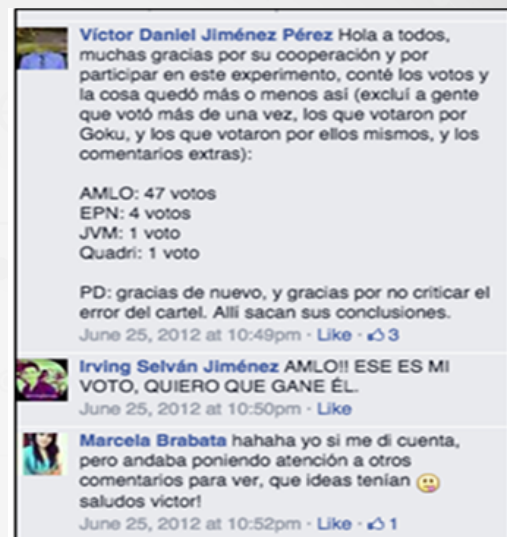 Víctor Daniel Jiménez Pérez Hola a todos,
muchas gracias por su cooperación y por
participar en este experimento, conté los votos y
la cosa quedó más o menos así (excluí a gente
que votó más de una vez, los que votaron por
Goku, y los que votaron por ellos mismos, y los
comentarios extras):
AMLO: 47 votos
EPN: 4 votos
JVM: 1 voto
Quadri: 1 voto
PD: gracias de nuevo, y gracias por no criticar el
error del cartel. Allí sacan sus conclusiones.
June 25, 2012 at 10:49pm · Like · 3
Irving Selván Jiménez AMLO!! ESE ES MI
VOTO, QUIERO QUE GANE ÉL.
June 25, 2012 at 10:50pm · Like
Marcela Brabata hahaha yo si me di cuenta,
pero andaba poniendo atención a otros
comentarios para ver, que ideas tenían
saludos victor!
June 25, 2012 at 10:52pm · Like · 1